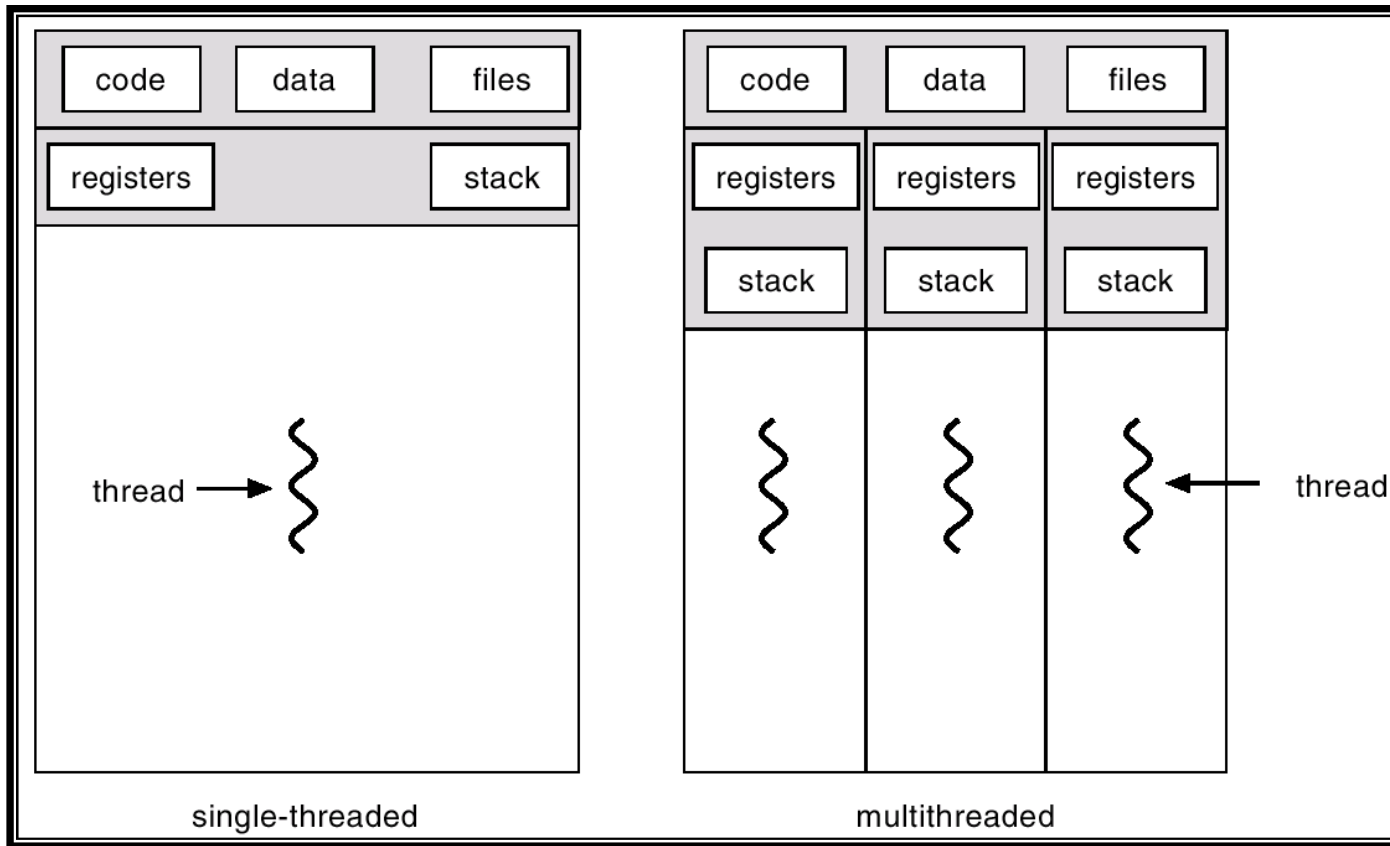 code data files
registers stack
thread
single-threaded
code data files
registers registers registers
stack stack stack
thread
multithreaded